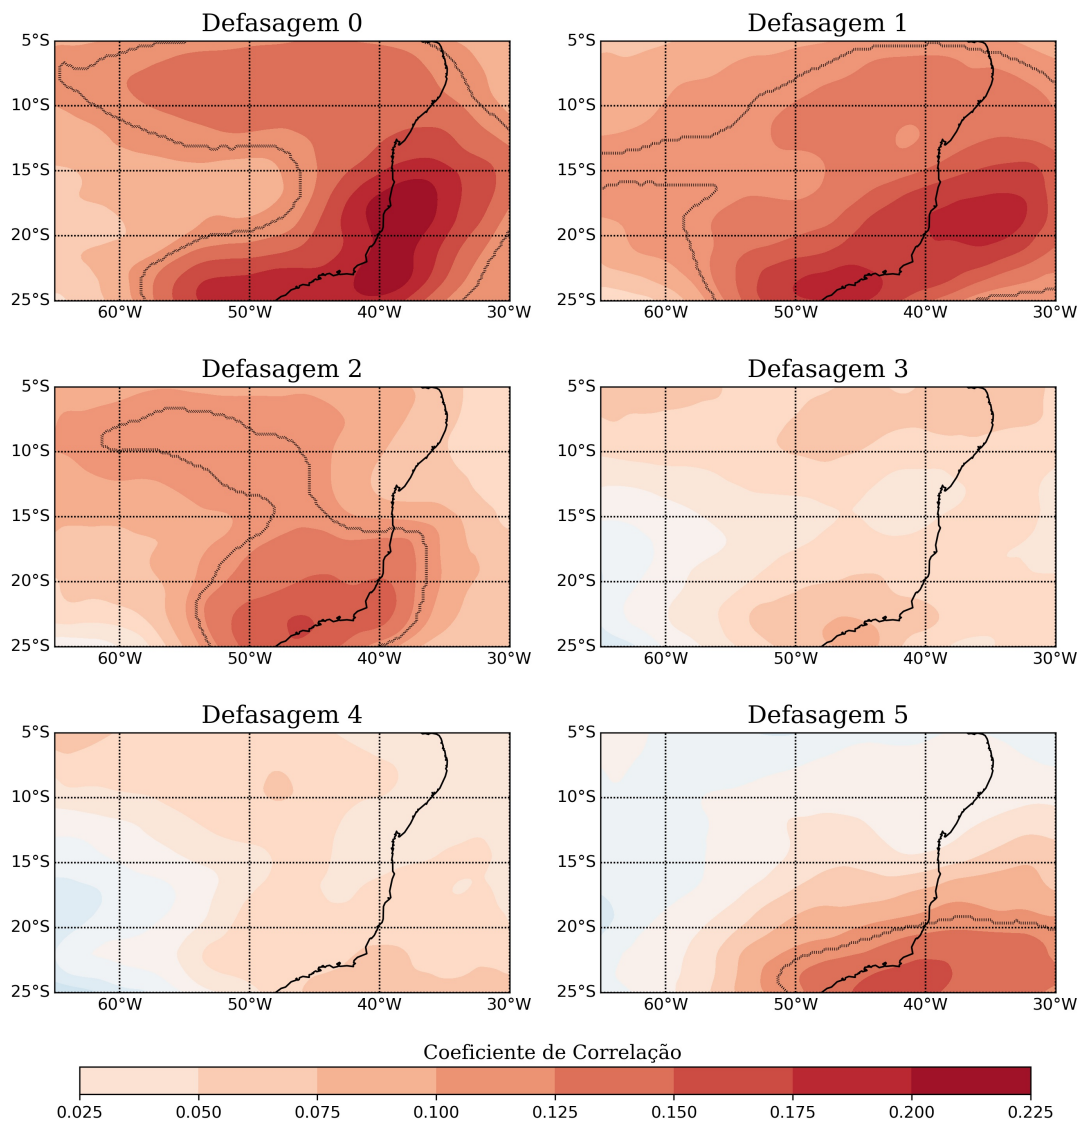 Defasagem 0
Defasagem 1
5°S
10°S
15°S
20°S
25°S
60°W
50°W
40°W
30°W
5°S
10°S
15°S
20°S
25°S
60°W
50°W
40°W
30°W
Defasagem 2
Defasagem 3
5°S
10°S
15°S
20°S
25°S
60°W
50°W
40°W
30°W
5°S
10°S
15°S
20°S
25°S
60°W
50°W
40°W
30°W
Defasagem 4
Defasagem 5
5°S
10°S
15°S
20°S
25°S
60°W
50°W
40°W
30°W
5°S
10°S
15°S
20°S
25°S
60°W
50°W
40°W
30°W
Coeficiente de Correlação
0.025 0.050 0.075 0.100 0.125 0.150 0.175 0.200 0.225